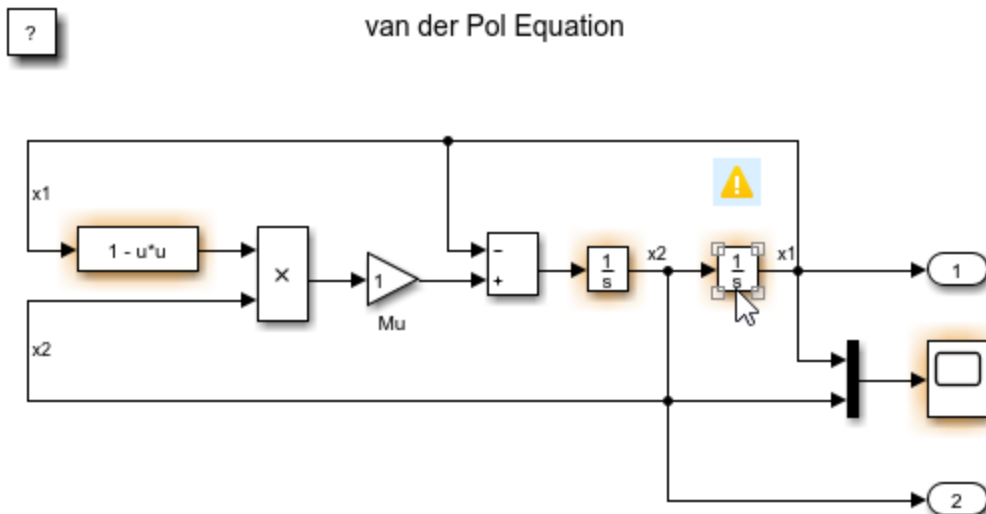 ?
van der Pol Equation
x1
1 - u*u
×
1
Mu
−
+
1
s
x2
1
s
x1
1
x2
2